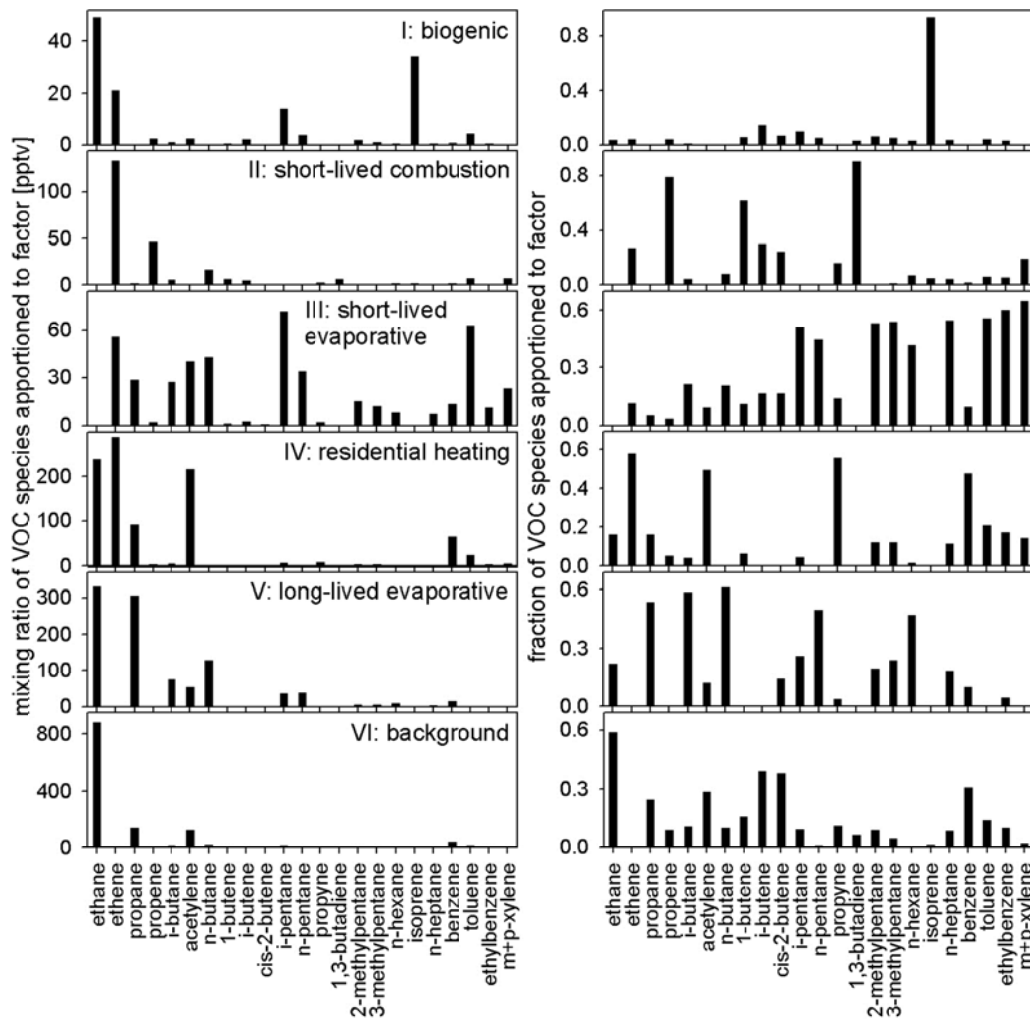 mixing ratio of VOC species apportioned to factor [pptv]
40
20
0
I: biogenic
100
50
0
II: short-lived combustion
60
30
0
III: short-lived
evaporative
200
100
0
IV: residential heating
300
200
100
0
V: long-lived evaporative
800
400
0
VI: background
ethane
ethene
propane
propene
i-butane
acetylene
n-butane
1-butene
i-butene
cis-2-butene
i-pentane
n-pentane
propyne
1,3-butadiene
2-methylpentane
3-methylpentane
n-hexane
isoprene
n-heptane
benzene
toluene
ethylbenzene
m+p-xylene
fraction of VOC species apportioned to factor
0.8
0.4
0.0
0.8
0.4
0.0
0.6
0.3
0.0
0.6
0.4
0.2
0.0
0.6
0.3
0.0
0.6
0.3
0.0
ethane
ethene
propane
propene
i-butane
acetylene
n-butane
1-butene
i-butene
cis-2-butene
i-pentane
n-pentane
propyne
1,3-butadiene
2-methylpentane
3-methylpentane
n-hexane
isoprene
n-heptane
benzene
toluene
ethylbenzene
m+p-xylene